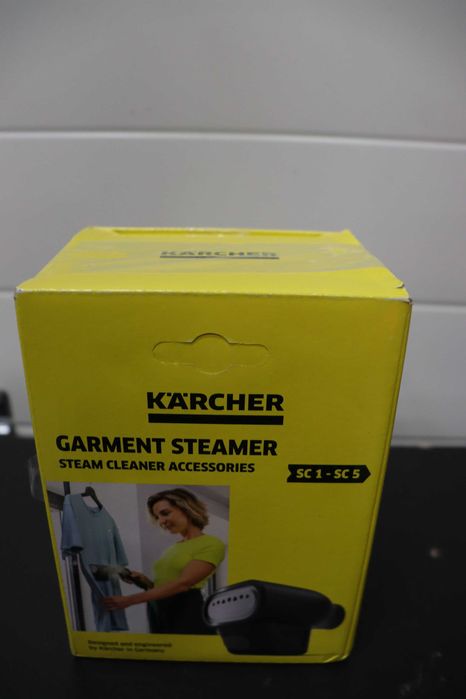 KÄRCHER
KÄRCHER
GARMENT STEAMER
STEAM CLEANER ACCESSORIES
SC 1 - SC 5
Designed and engineered
by Kärcher in Germany